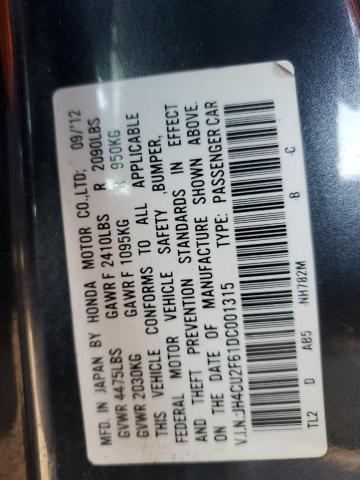 MFD. IN JAPAN BY HONDA MOTOR CO.,LTD; 09/'12
GVWR 4475LBS GAWR F 2410LBS R 2090LBS
GVWR 2030KG GAWR F 1095KG R 950KG
THIS VEHICLE CONFORMS TO ALL APPLICABLE
FEDERAL MOTOR VEHICLE SAFETY ,BUMPER,
AND THEFT PREVENTION STANDARDS IN EFFECT
ON THE DATE OF MANUFACTURE SHOWN ABOVE.
V.I.N.:JH4CU2F61DC001315 TYPE: PASSENGER CAR
TL2 D AB5 NH782M -B -C